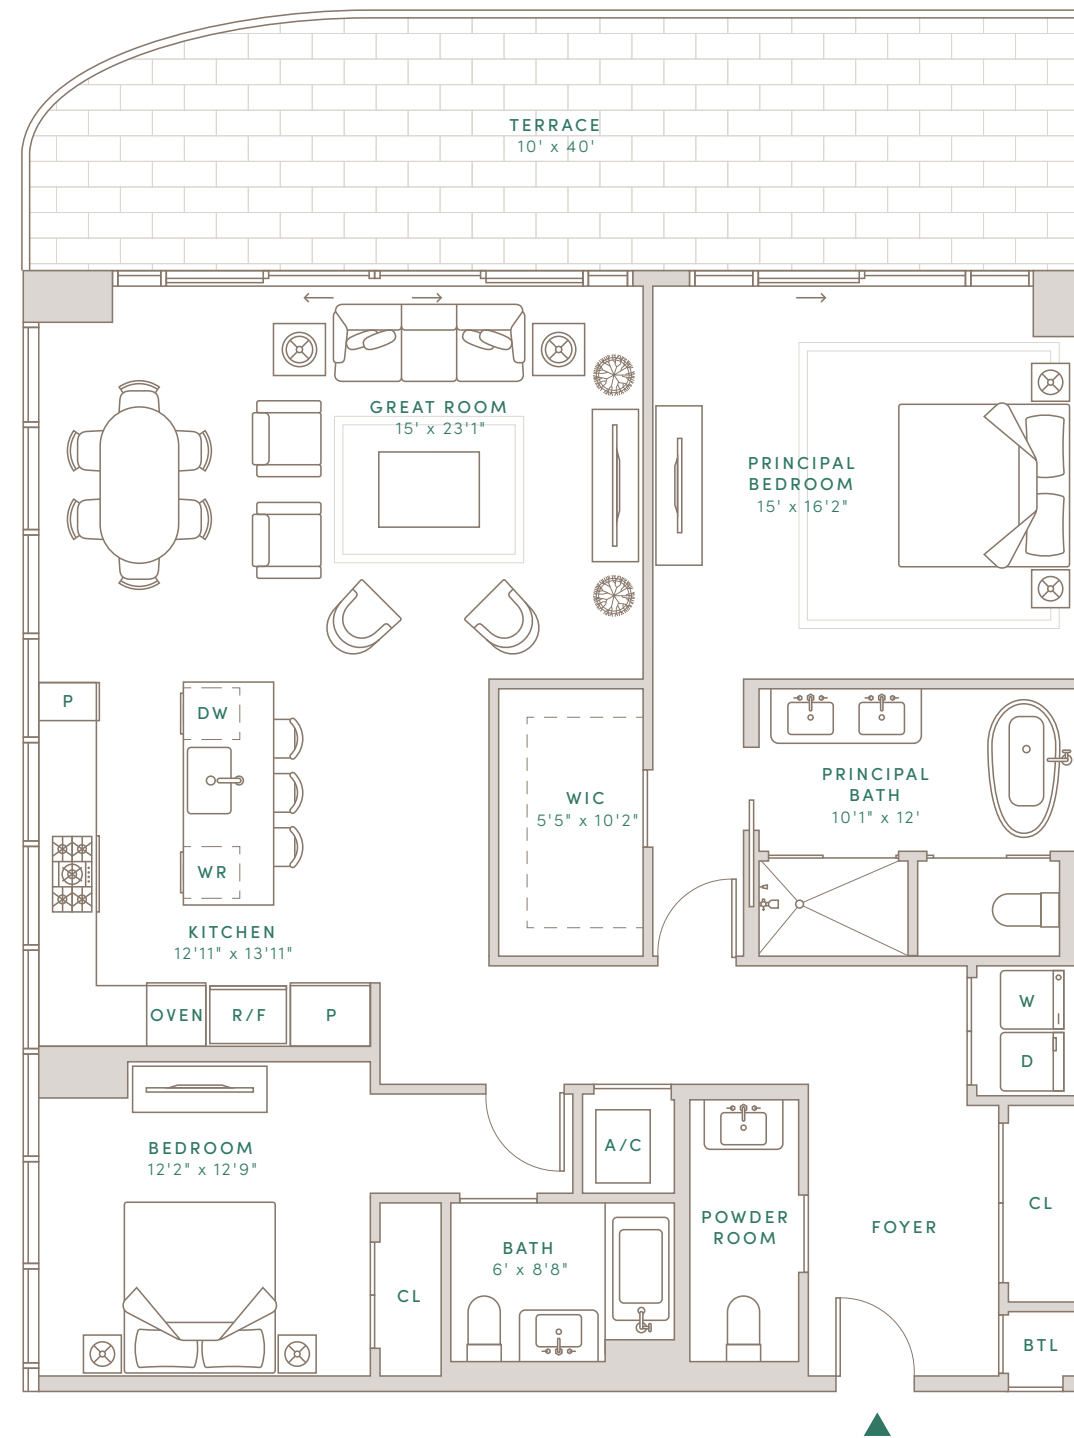 TERRACE
10' x 40'
GREAT ROOM
15' x 23'1"
PRINCIPAL
BEDROOM
15' x 16'2"
P
DW
WIC
5'5" x 10'2"
PRINCIPAL
BATH
10'1" x 12'
WR
KITCHEN
12'11" x 13'11"
OVEN
R/F
P
W
D
A/C
BEDROOM
12'2" x 12'9"
POWDER
ROOM
FOYER
CL
BATH
6' x 8'8"
CL
BTL